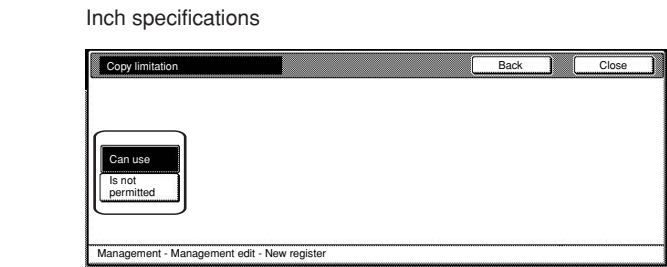 Inch specifications
Copy limitation
Back
Close
Can use
Is not
permitted
Management - Management edit - New register